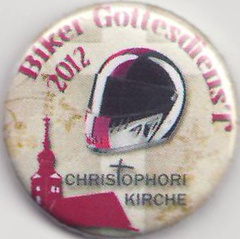 Biker GottesdiensT
2012
CHRISTOPHORI
KIRCHE